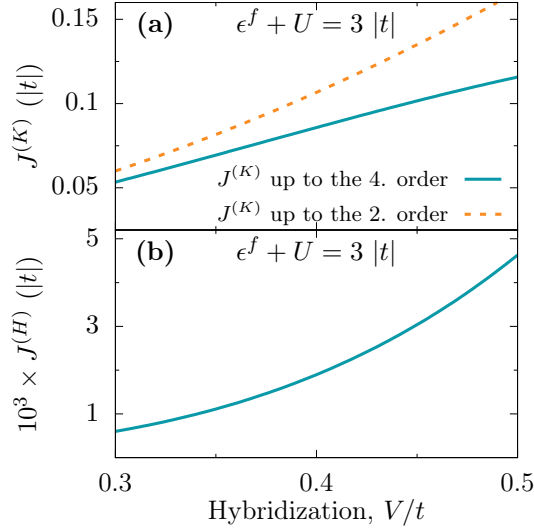 0.15
(a)
ϵ^f + U = 3 |t|
0.1
J^(K) (|t|)
0.05
J^(K) up to the 4. order
J^(K) up to the 2. order
5
(b)
ϵ^f + U = 3 |t|
3
10^3 × J^(H) (|t|)
1
0.3 0.4 0.5
Hybridization, V/t